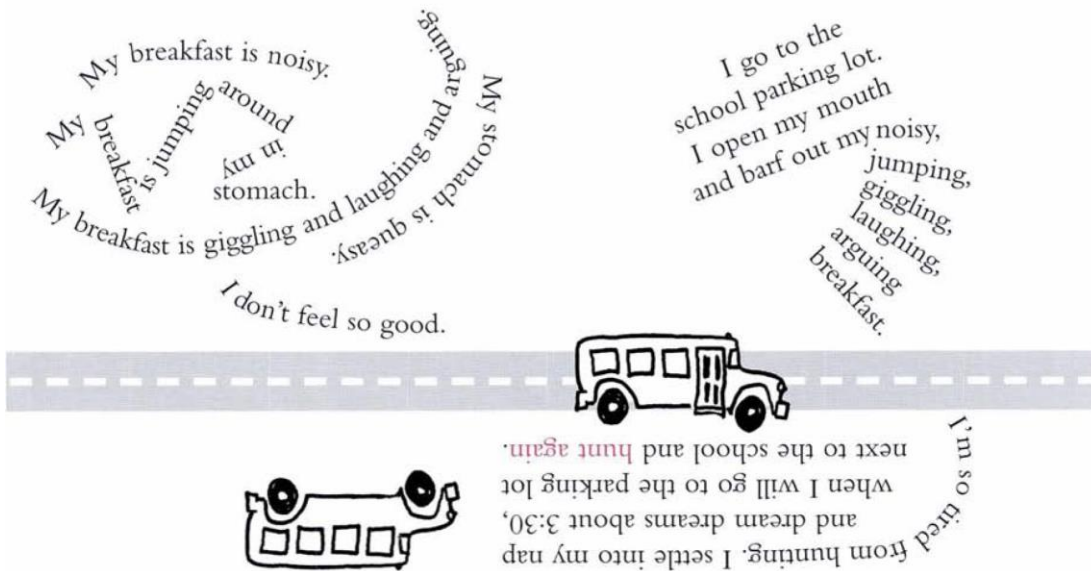 My breakfast is noisy.
My breakfast is jumping around in my stomach.
My breakfast is giggling and laughing and arguing.
My stomach is queasy.
I don't feel so good.
I go to the
school parking lot.
I open my mouth
and barf out my noisy,
jumping,
giggling,
laughing,
arguing
breakfast.
I'm so tired
from hunting. I settle into my nap
and dream dreams about 3:30,
when I will go to the parking lot
next to the school and hunt again.